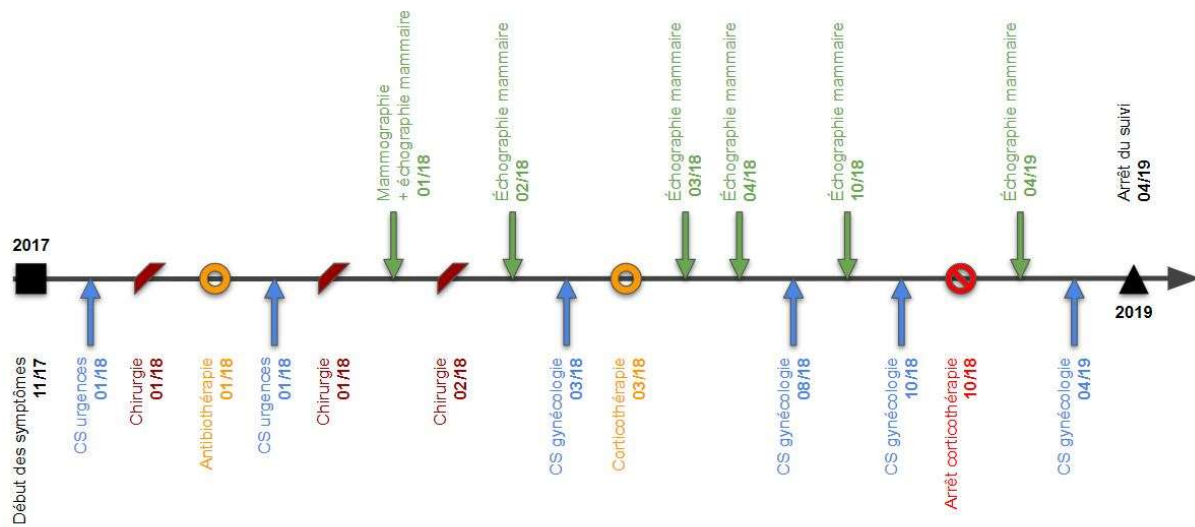 Mammographie
+ échographie mammaire
01/18
Échographie mammaire
02/18
Échographie mammaire
03/18
Échographie mammaire
04/18
Échographie mammaire
10/18
Échographie mammaire
04/19
Arrêt du suivi
04/19
2017
2019
Début des symptômes
11/17
CS urgences
01/18
Chirurgie
01/18
Antibiothérapie
01/18
CS urgences
01/18
Chirurgie
01/18
Chirurgie
02/18
CS gynécologie
03/18
Corticothérapie
03/18
CS gynécologie
08/18
CS gynécologie
10/18
Arrêt corticothérapie
10/18
CS gynécologie
04/19